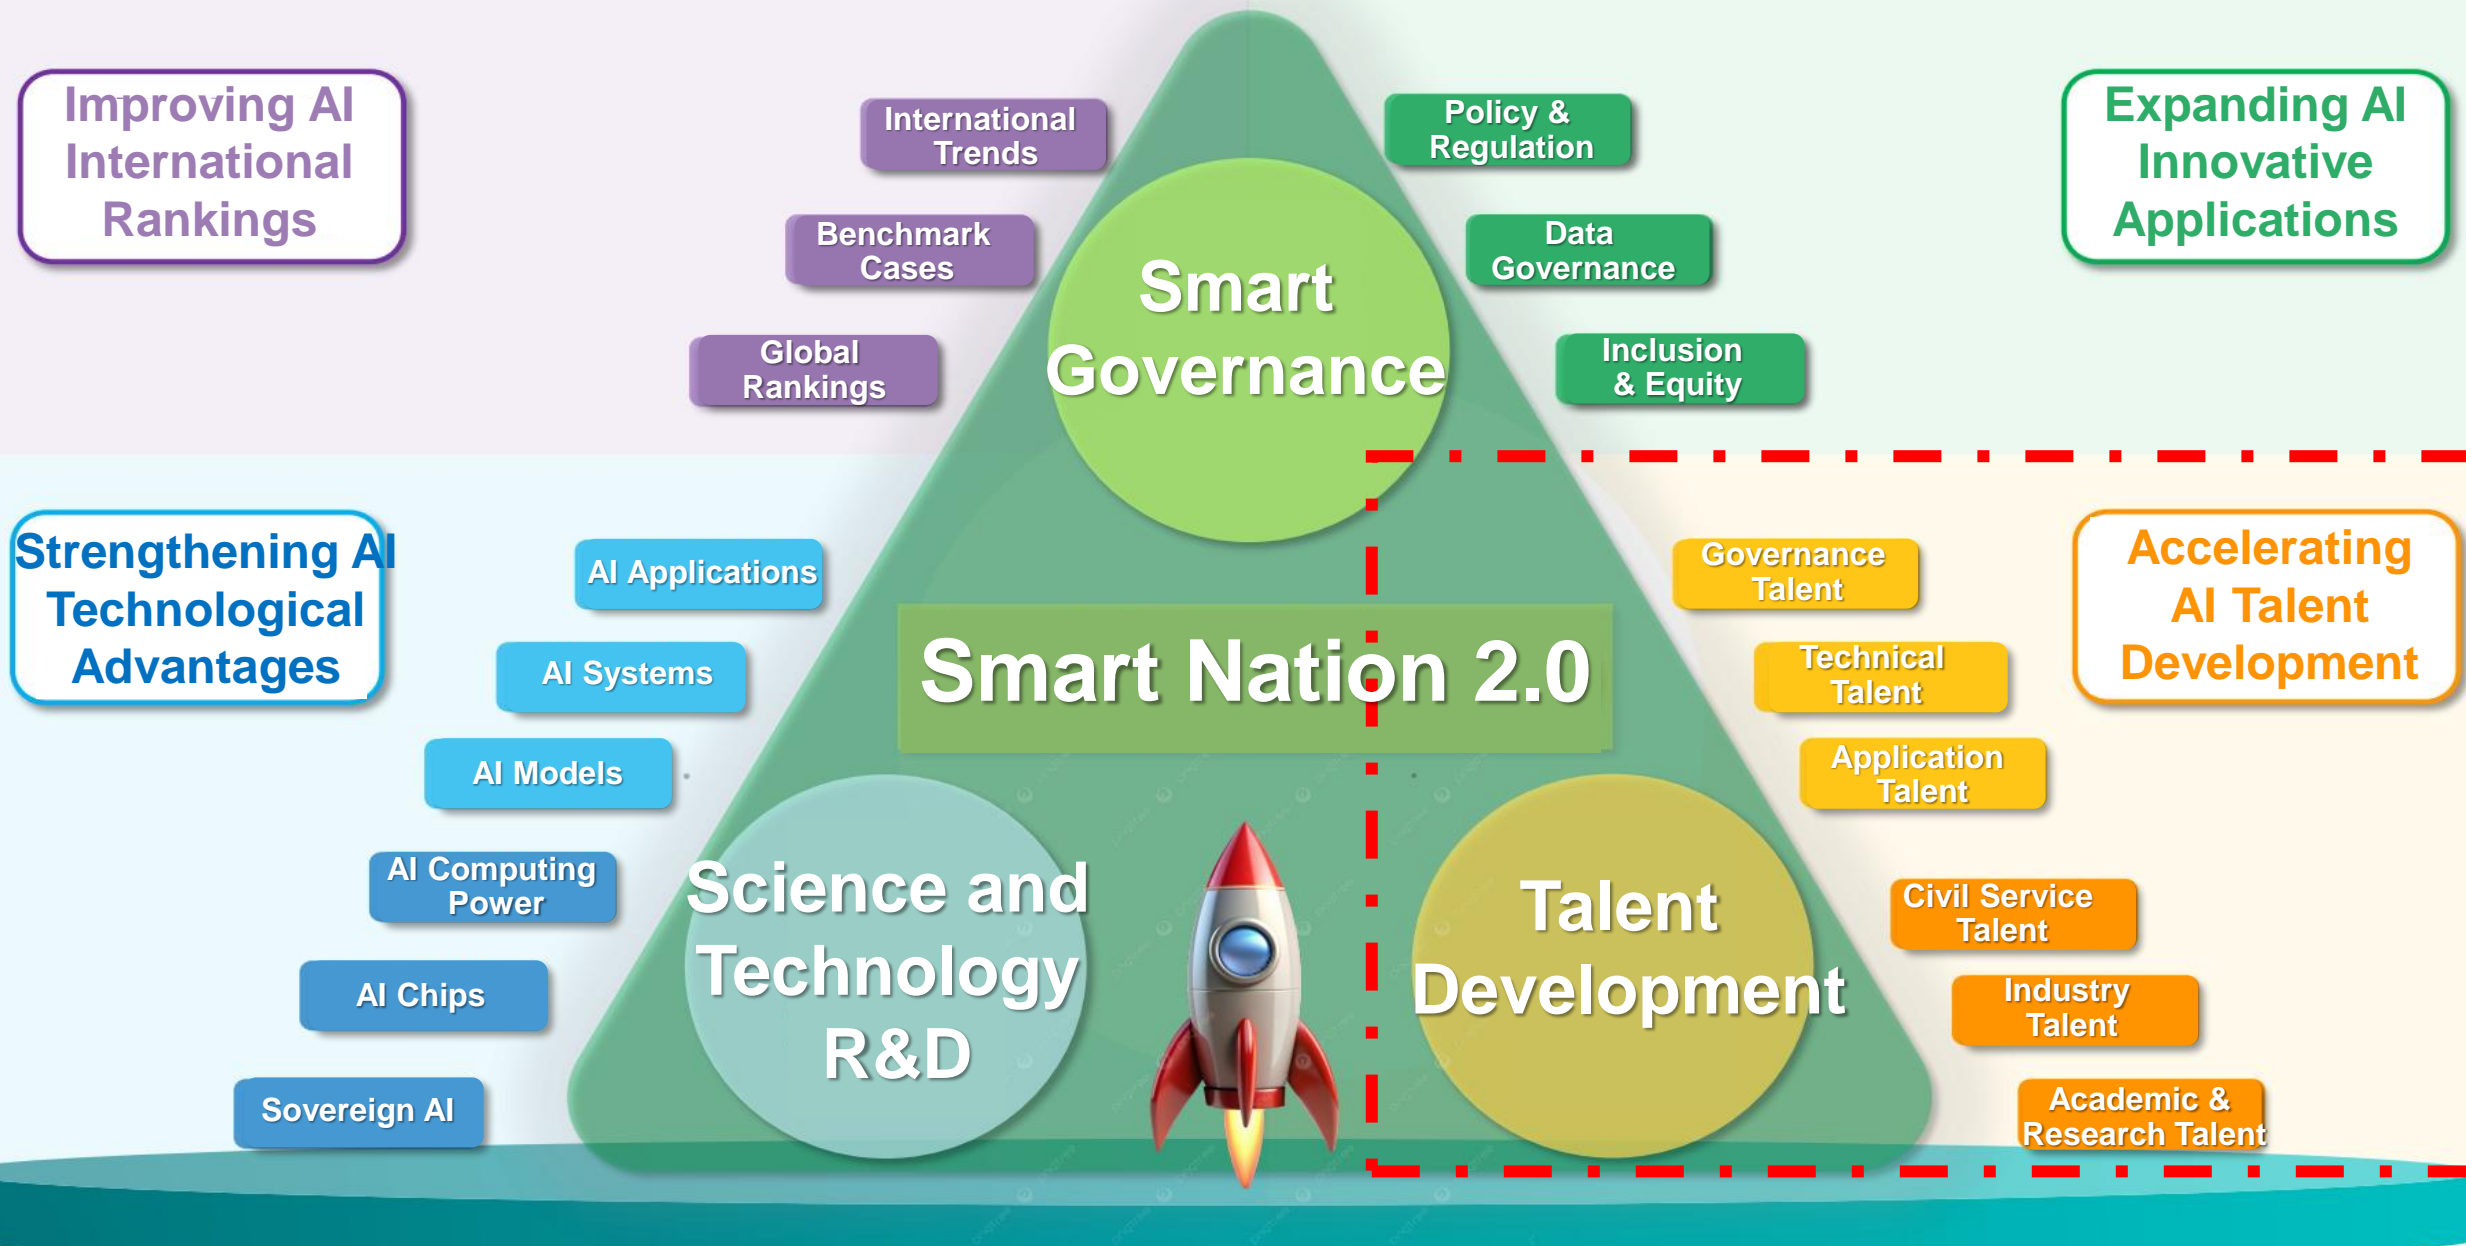 Improving AI
International
Rankings
International
Trends
Benchmark
Cases
Global
Rankings
Policy &
Regulation
Data
Governance
Inclusion
& Equity
Expanding AI
Innovative
Applications
Smart
Governance
Strengthening AI
Technological
Advantages
AI Applications
AI Systems
AI Models
AI Computing
Power
AI Chips
Sovereign AI
Smart Nation 2.0
Science and
Technology
R&D
Talent
Development
Governance
Talent
Technical
Talent
Application
Talent
Civil Service
Talent
Industry
Talent
Academic &
Research Talent
Accelerating
AI Talent
Development